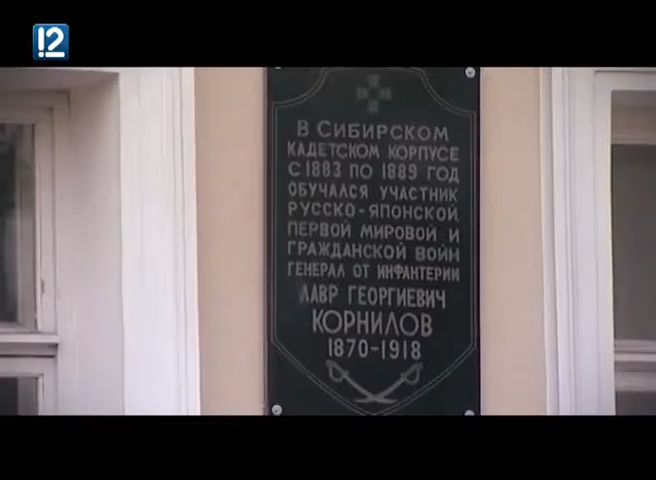 12
В СИБИРСКОМ
КАДЕТСКОМ КОРПУСЕ
С 1883 ПО 1889 ГОД
ОБУЧАЛСЯ УЧАСТНИК
РУССКО-ЯПОНСКОЙ
ПЕРВОЙ МИРОВОЙ И
ГРАЖДАНСКОЙ ВОЙН
ГЕНЕРАЛ ОТ ИНФАНТЕРИИ
ЛАВР ГЕОРГИЕВИЧ
КОРНИЛОВ
1870-1918